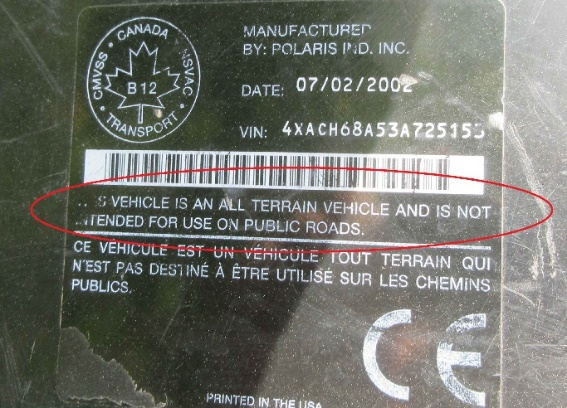 CMVSS • CANADA • NSVAC • TRANSPORT •
B12
MANUFACTURED
BY: POLARIS IND. INC.
DATE: 07/02/2002
VIN: 4XACH68A53A725155
VEHICLE IS AN ALL TERRAIN VEHICLE AND IS NOT
INTENDED FOR USE ON PUBLIC ROADS.
CE VÉHICULE EST UN VÉHICULE TOUT TERRAIN QUI
N'EST PAS DESTINÉ À ÊTRE UTILISÉ SUR LES CHEMINS
PUBLICS.
CE
PRINTED IN THE USA